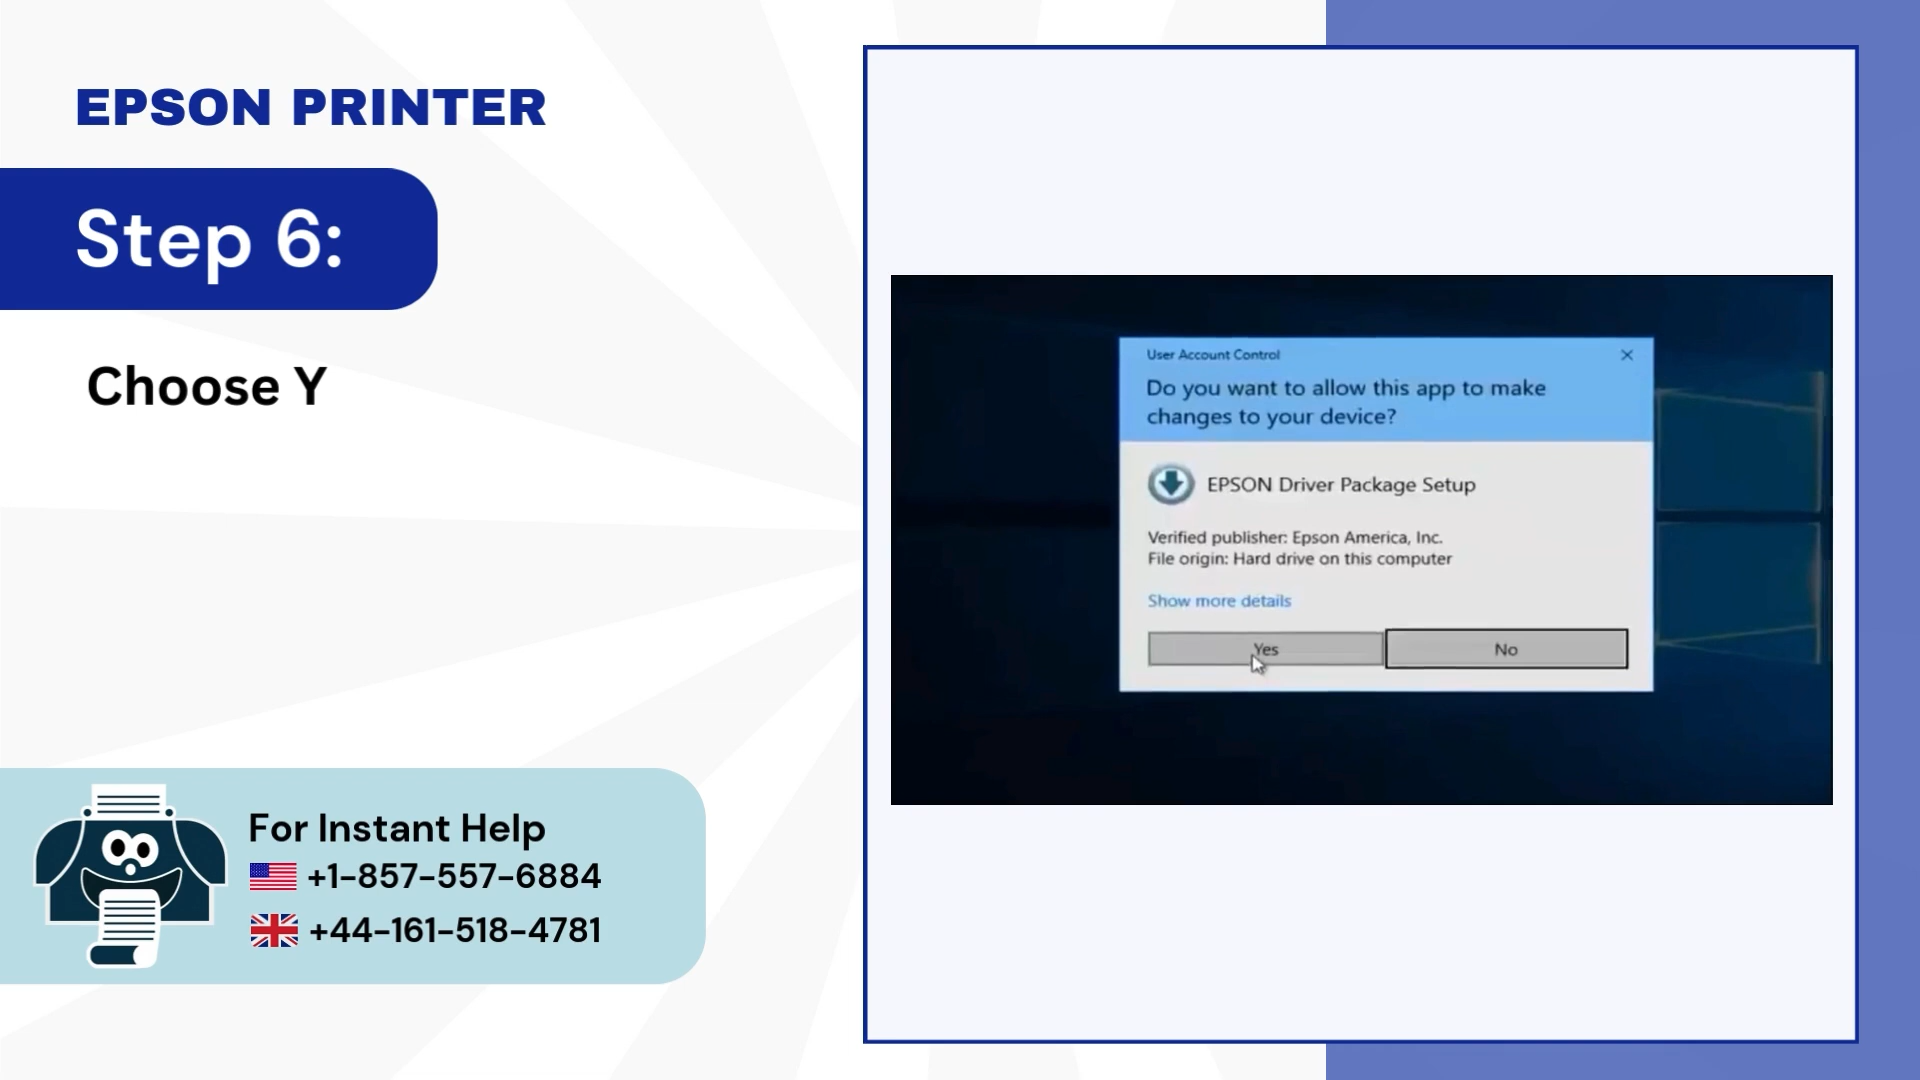 EPSON PRINTER
Step 6:
Choose Y
User Account Control
Do you want to allow this app to make
changes to your device?
EPSON Driver Package Setup
Verified publisher: Epson America, Inc.
File origin: Hard drive on this computer
Show more details
Yes
No
For Instant Help
+1-857-557-6884
+44-161-518-4781